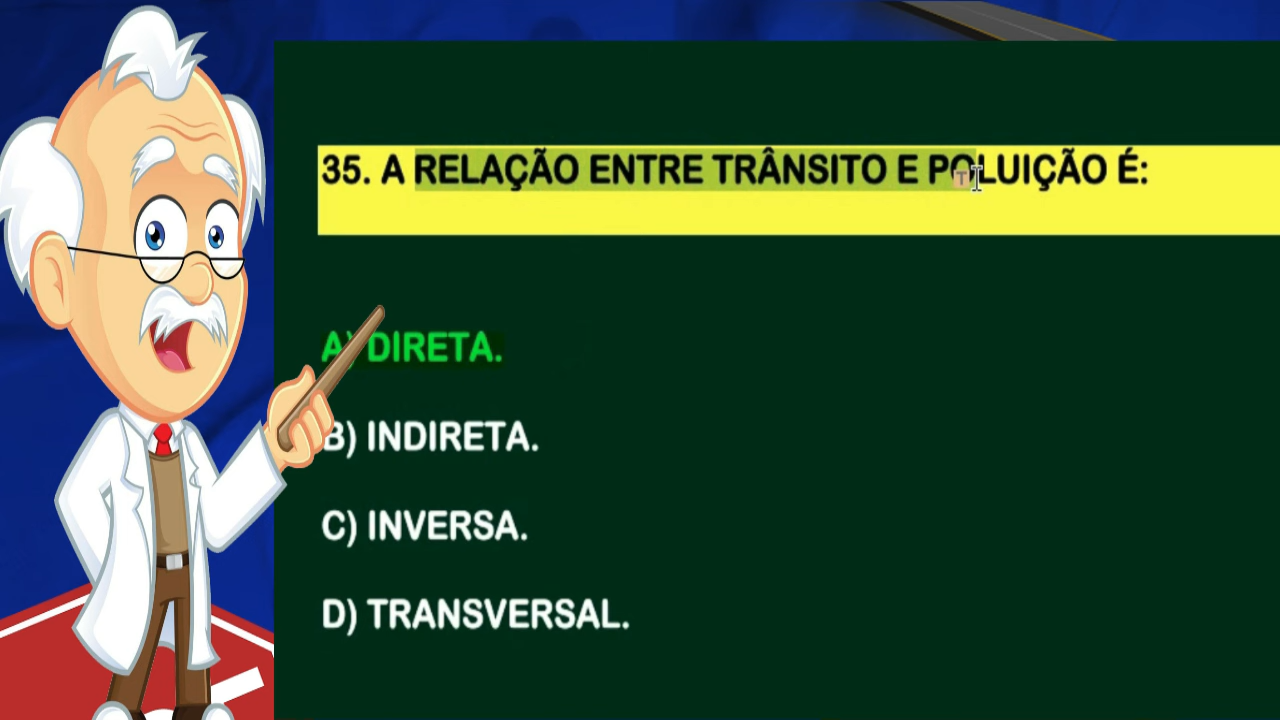 35. A RELAÇÃO ENTRE TRÂNSITO E POLUIÇÃO É:
A) DIRETA.
B) INDIRETA.
C) INVERSA.
D) TRANSVERSAL.